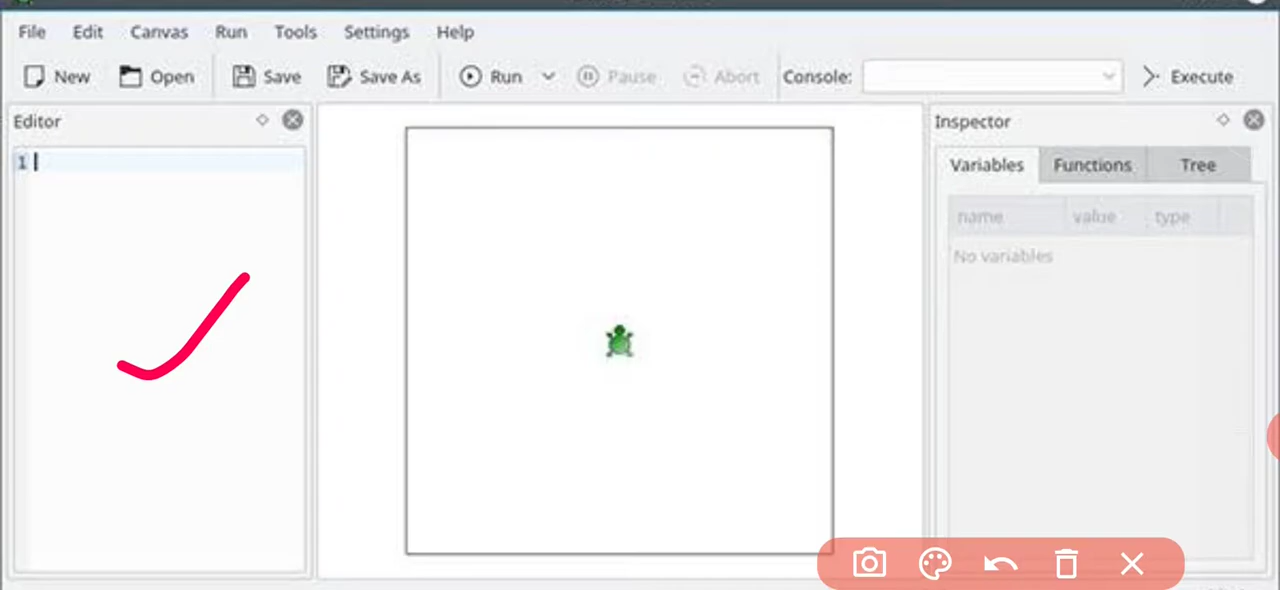 File Edit Canvas Run Tools Settings Help
New Open Save Save As Run Pause Abort Console: Execute
Editor Inspector
1 Variables Functions Tree
name value type
No variables